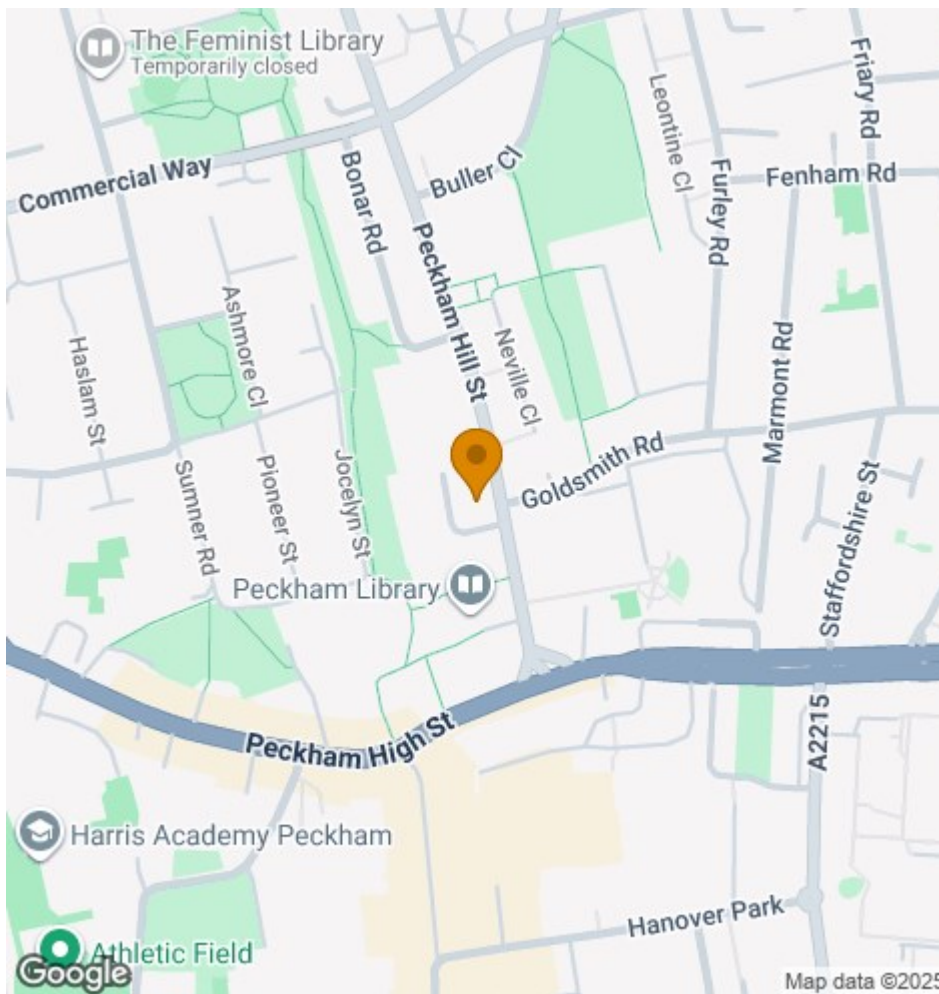 The Feminist Library
Temporarily closed
Friary Rd
Leontine Cl
Commercial Way
Bonar Rd
Buller Cl
Furley Rd
Fenham Rd
Peckham Hill St
Ashmore Cl
Haslam St
Neville Cl
Marmont Rd
Goldsmith Rd
Sumner Rd
Pioneer St
Jocelyn St
Staffordshire St
Peckham Library
Peckham High St
A2215
Harris Academy Peckham
Hanover Park
Athletic Field
Google
Map data ©2025